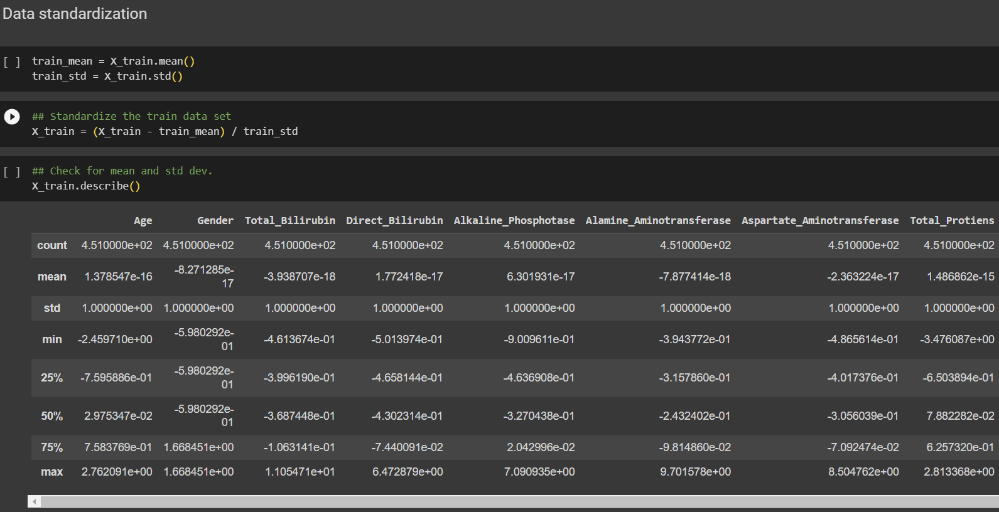 Data standardization
[ ] train_mean = X_train.mean()
train_std = X_train.std()
## Standardize the train data set
X_train = (X_train - train_mean) / train_std
[ ] ## Check for mean and std dev.
X_train.describe()
Age Gender Total_Bilirubin Direct_Bilirubin Alkaline_Phosphotase Alamine_Aminotransferase Aspartate_Aminotransferase Total_Protiens
count 4.510000e+02 4.510000e+02 4.510000e+02 4.510000e+02 4.510000e+02 4.510000e+02 4.510000e+02 4.510000e+02
mean 1.378547e-16 -8.271285e-17 -3.938707e-18 1.772418e-17 6.301931e-17 -7.877414e-18 -2.363224e-17 1.486862e-15
std 1.000000e+00 1.000000e+00 1.000000e+00 1.000000e+00 1.000000e+00 1.000000e+00 1.000000e+00 1.000000e+00
min -2.459710e+00 -5.980292e-01 -4.613674e-01 -5.013974e-01 -9.009611e-01 -3.943772e-01 -4.865614e-01 -3.476087e+00
25% -7.595886e-01 -5.980292e-01 -3.996190e-01 -4.658144e-01 -4.636908e-01 -3.157860e-01 -4.017376e-01 -6.503894e-01
50% 2.975347e-02 -5.980292e-01 -3.687448e-01 -4.302314e-01 -3.270438e-01 -2.432402e-01 -3.056039e-01 7.882282e-02
75% 7.583769e-01 1.668451e+00 -1.063141e-01 -7.440091e-02 2.042996e-02 -9.814860e-02 -7.092474e-02 6.257320e-01
max 2.762091e+00 1.668451e+00 1.105471e+01 6.472879e+00 7.090935e+00 9.701578e+00 8.504762e+00 2.813368e+00